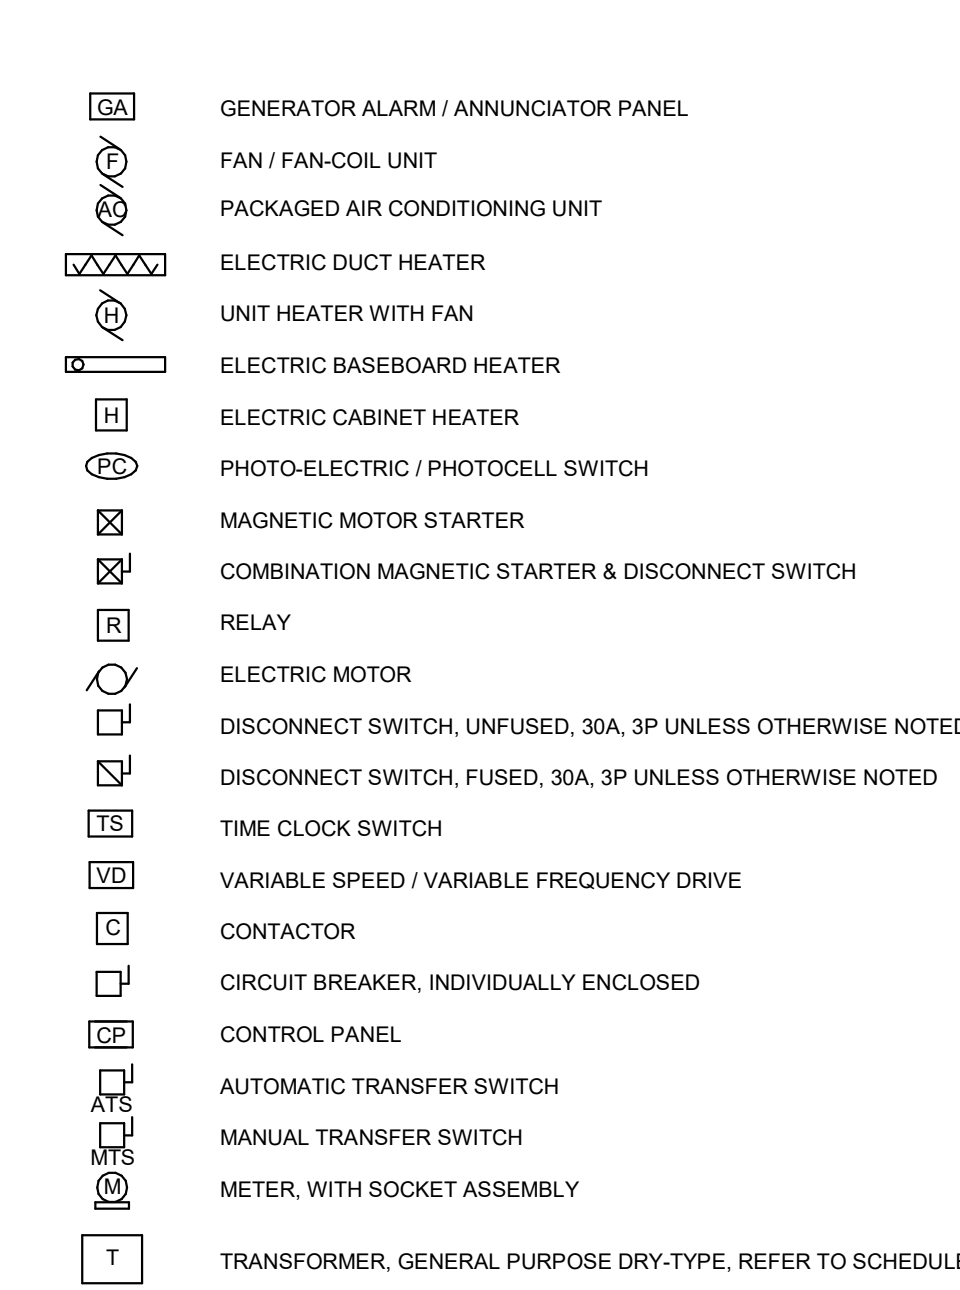 GA GENERATOR ALARM / ANNUNCIATOR PANEL
F FAN / FAN-COIL UNIT
AC PACKAGED AIR CONDITIONING UNIT
ELECTRIC DUCT HEATER
H UNIT HEATER WITH FAN
ELECTRIC BASEBOARD HEATER
H ELECTRIC CABINET HEATER
PC PHOTO-ELECTRIC / PHOTOCELL SWITCH
MAGNETIC MOTOR STARTER
COMBINATION MAGNETIC STARTER & DISCONNECT SWITCH
R RELAY
ELECTRIC MOTOR
DISCONNECT SWITCH, UNFUSED, 30A, 3P UNLESS OTHERWISE NOTED
DISCONNECT SWITCH, FUSED, 30A, 3P UNLESS OTHERWISE NOTED
TS TIME CLOCK SWITCH
VD VARIABLE SPEED / VARIABLE FREQUENCY DRIVE
C CONTACTOR
CIRCUIT BREAKER, INDIVIDUALLY ENCLOSED
CP CONTROL PANEL
ATS AUTOMATIC TRANSFER SWITCH
MTS MANUAL TRANSFER SWITCH
M METER, WITH SOCKET ASSEMBLY
T TRANSFORMER, GENERAL PURPOSE DRY-TYPE, REFER TO SCHEDULE